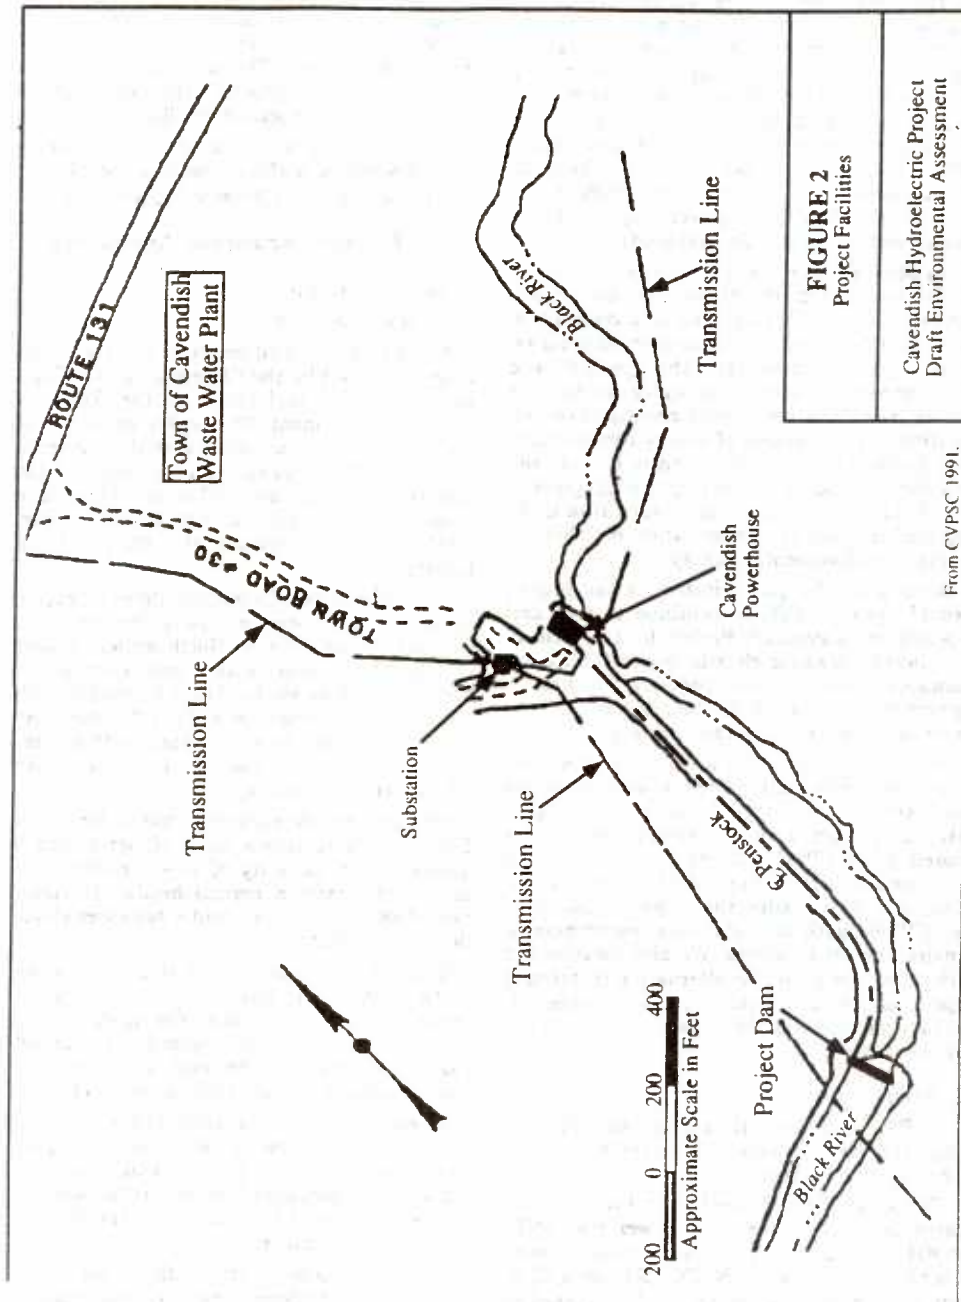 ROUTE 131
Town of Cavendish
Waste Water Plant
TOWN ROAD #30
Transmission Line
Substation
Transmission Line
Black River
Transmission Line
Cavendish
Powerhouse
℄ Penstock
Project Dam
Black River
200 0 200 400
Approximate Scale in Feet
FIGURE 2
Project Facilities
Cavendish Hydroelectric Project
Draft Environmental Assessment
From CVPSC 1991.